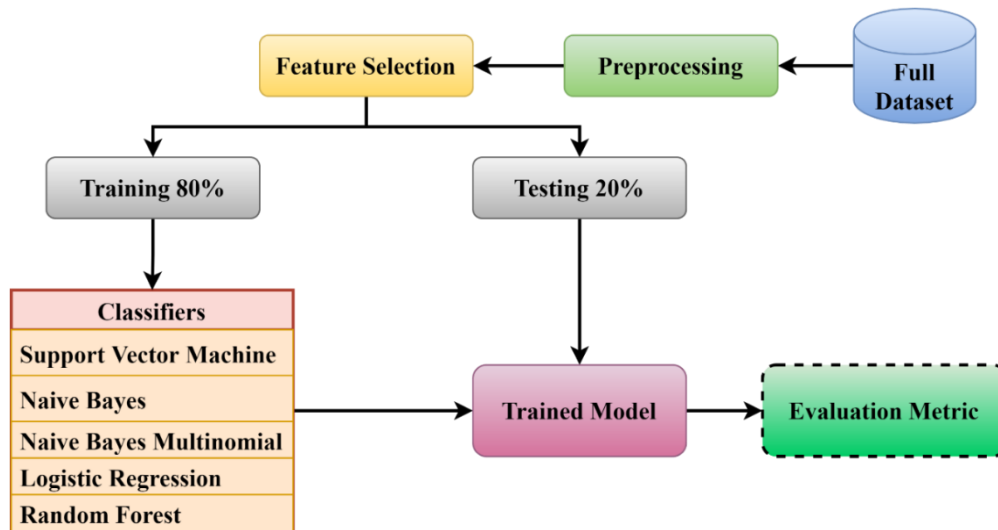 Feature Selection
Preprocessing
Full
Dataset
Training 80%
Testing 20%
Classifiers
Support Vector Machine
Naive Bayes
Naive Bayes Multinomial
Logistic Regression
Random Forest
Trained Model
Evaluation Metric